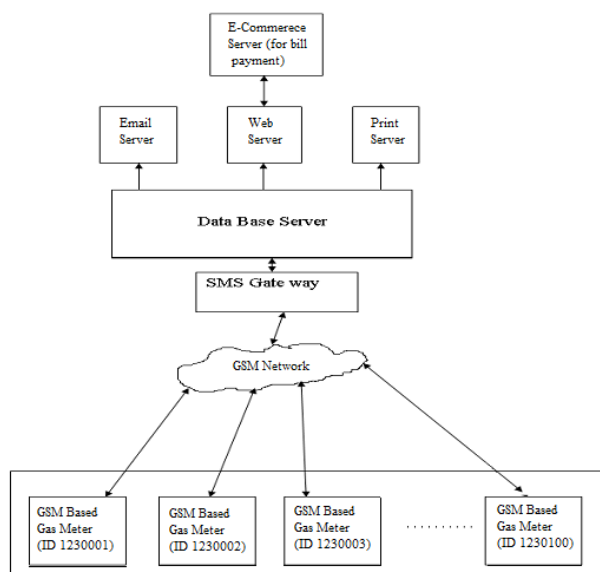 E-Commerece
Server (for bill
payment)
Email
Server
Web
Server
Print
Server
Data Base Server
SMS Gate way
GSM Network
GSM Based
Gas Meter
(ID 1230001)
GSM Based
Gas Meter
(ID 1230002)
GSM Based
Gas Meter
(ID 1230003)
. . . . . . . . . .
GSM Based
Gas Meter
(ID 1230100)